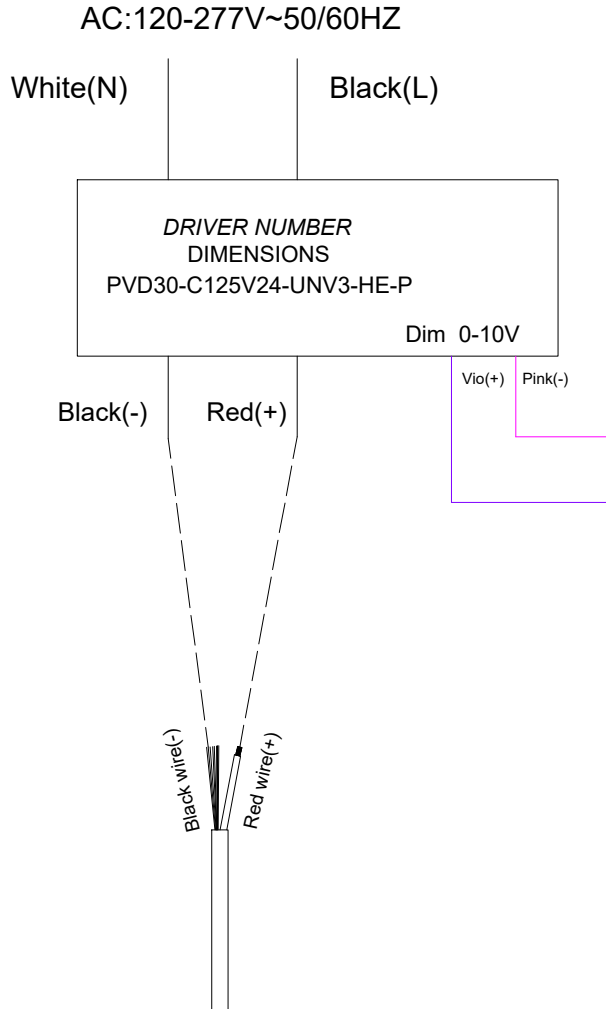 AC:120-277V~50/60HZ
White(N)
Black(L)
DRIVER NUMBER
DIMENSIONS
PVD30-C125V24-UNV3-HE-P
Dim 0-10V
Vio(+)
Pink(-)
Black(-)
Red(+)
Black wire(-)
Red wire(+)